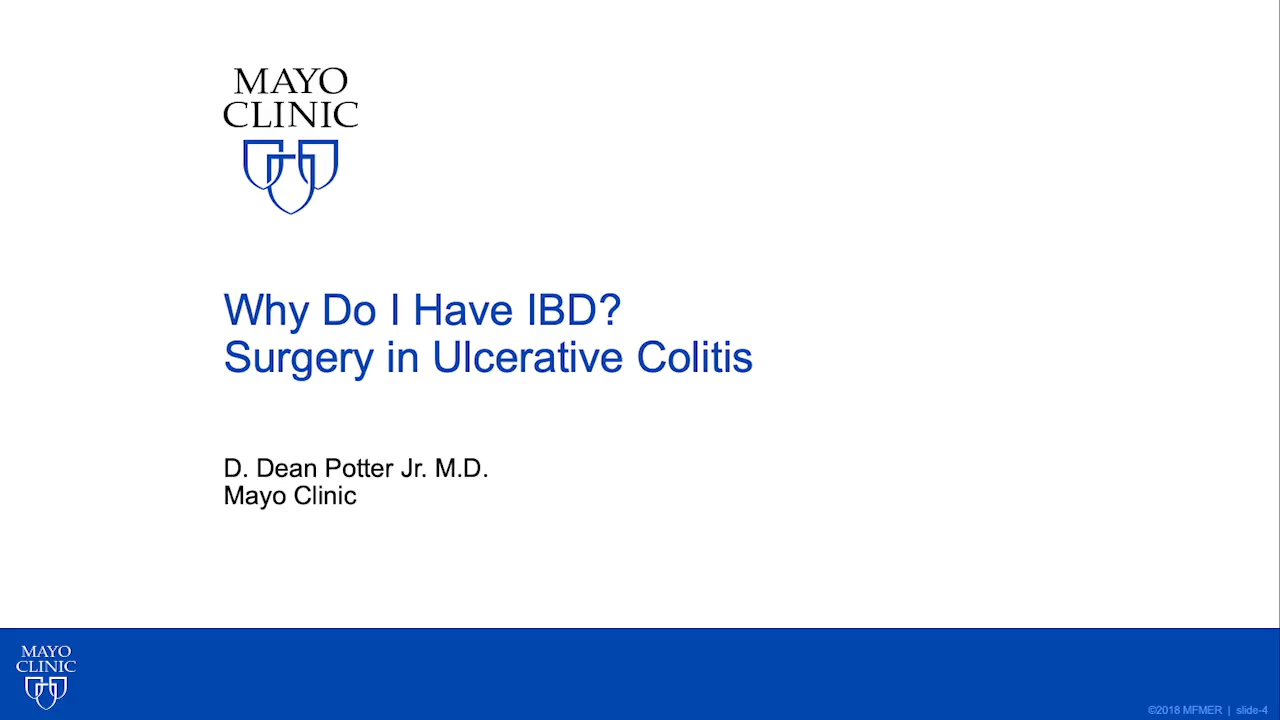 MAYO
CLINIC
Why Do I Have IBD?
Surgery in Ulcerative Colitis
D. Dean Potter Jr. M.D.
Mayo Clinic
MAYO
CLINIC
©2018 MFMER | slide-4